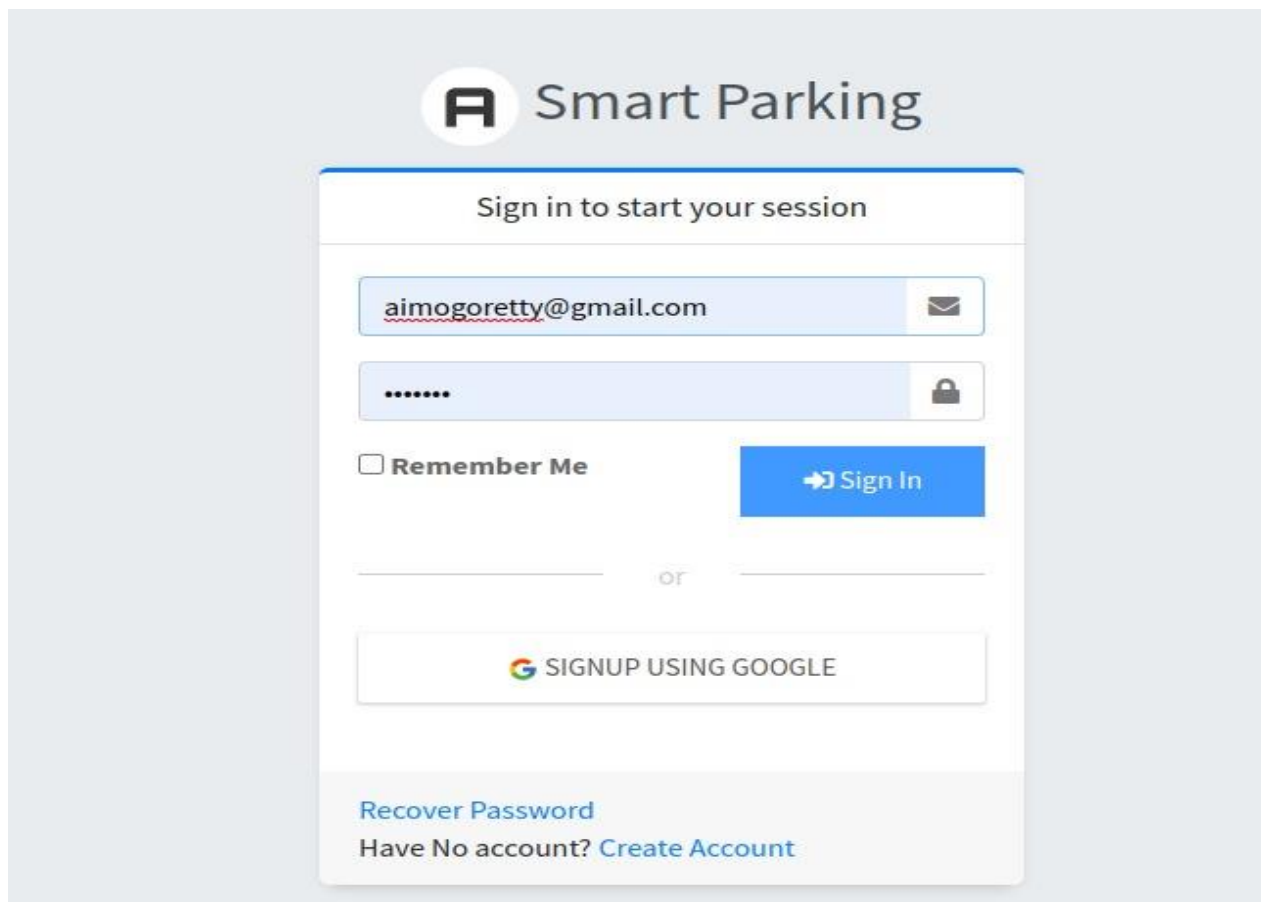 A Smart Parking
Sign in to start your session
aimogoretty@gmail.com
•••••••
Remember Me
Sign In
or
G SIGNUP USING GOOGLE
Recover Password
Have No account? Create Account